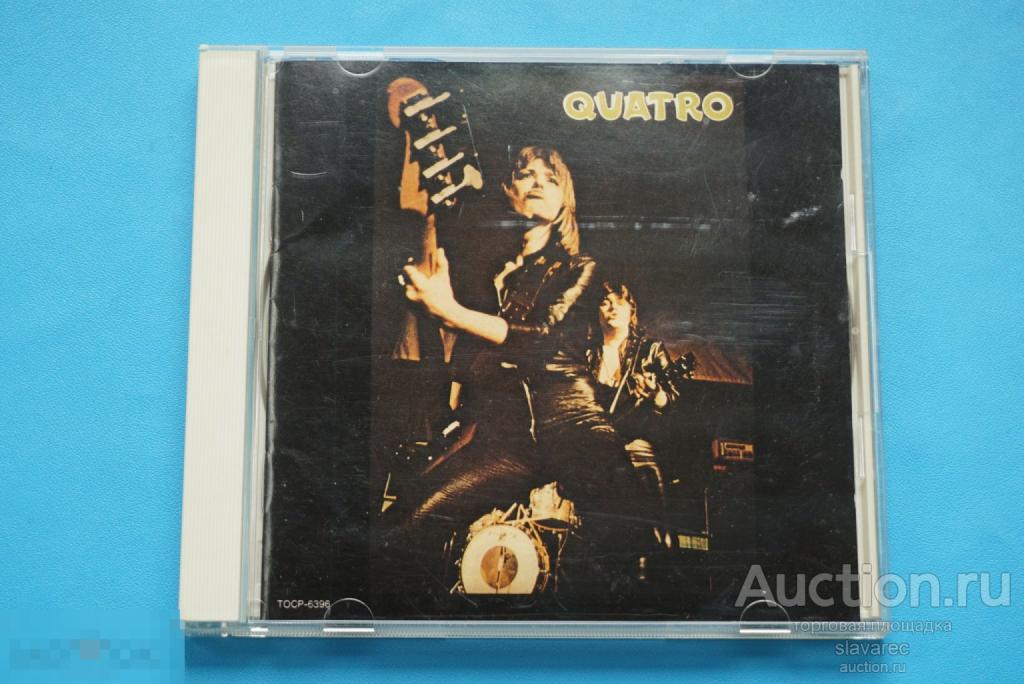 QUATRO
TOCP-6396
Auction.ru
торговая площадка
slavarec
auction.ru